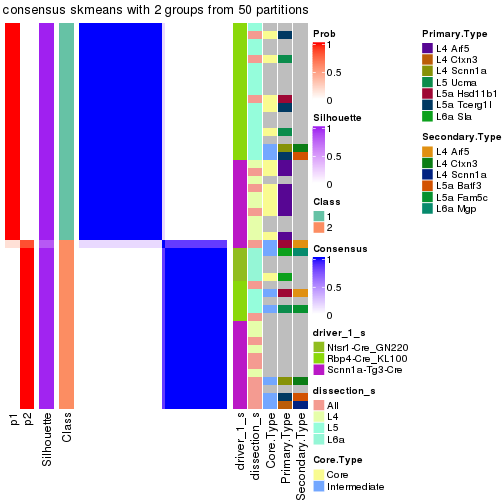 consensus skmeans with 2 groups from 50 partitions
Prob
1
0.5
0
Silhouette
1
0.5
0
Class
1
2
Consensus
1
0.5
0
driver_1_s
Ntsr1-Cre_GN220
Rbp4-Cre_KL100
Scnn1a-Tg3-Cre
dissection_s
All
L4
L5
L6a
Core.Type
Core
Intermediate
Primary.Type
L4 Arf5
L4 Ctxn3
L4 Scnn1a
L5 Ucma
L5a Hsd11b1
L5a Tcerg1l
L6a Sla
Secondary.Type
L4 Arf5
L4 Ctxn3
L4 Scnn1a
L5a Batf3
L5a Fam5c
L6a Mgp
p1
p2
Silhouette
Class
driver_1_s
dissection_s
Core.Type
Primary.Type
Secondary.Type